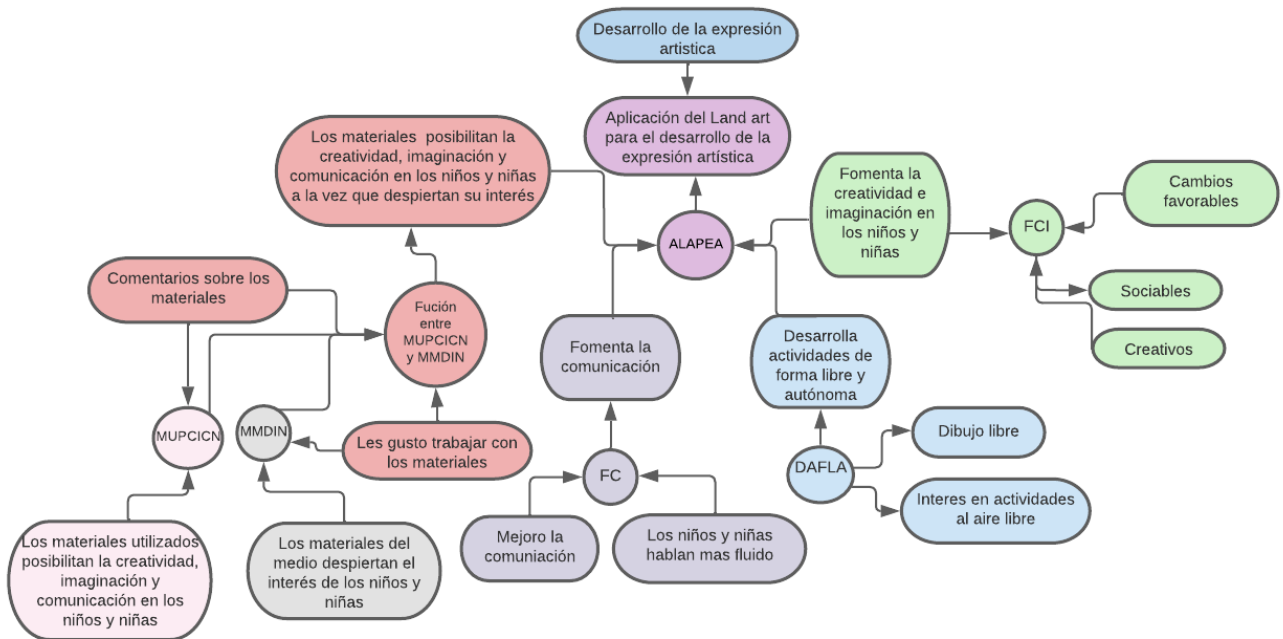 Desarrollo de la expresión
artistica
Aplicación del Land art
para el desarrollo de la
expresión artística
Los materiales posibilitan la
creatividad, imaginación y
comunicación en los niños y niñas
a la vez que despiertan su interés
Fomenta la
creatividad e
imaginación en
los niños y
niñas
Cambios
favorables
FCI
ALAPEA
Sociables
Creativos
Comentarios sobre los
materiales
Fución
entre
MUPCICN
y MMDIN
Fomenta la
comunicación
Desarrolla
actividades de
forma libre y
autónoma
MUPCICN
MMDIN
Les gusto trabajar con
los materiales
Dibujo libre
FC
DAFLA
Interes en actividades
al aire libre
Los materiales utilizados
posibilitan la creatividad,
imaginación y
comunicación en los
niños y niñas
Los materiales del
medio despiertan el
interés de los niños y
niñas
Mejoro la
comuniación
Los niños y niñas
hablan mas fluido